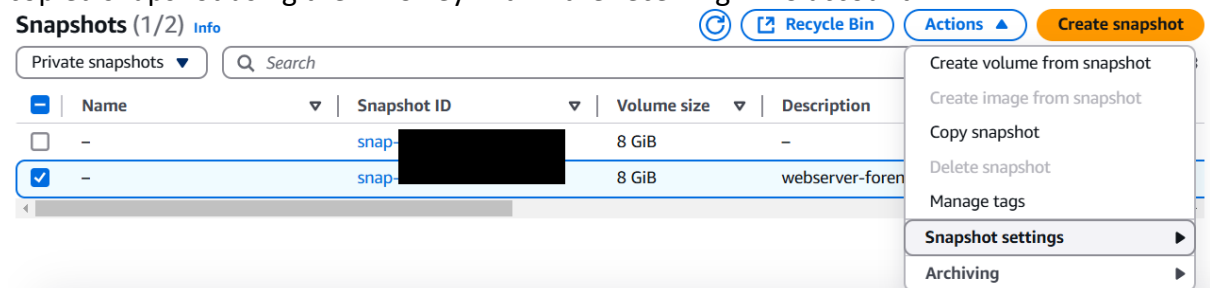 Snapshots (1/2) Info
Recycle Bin
Actions ▲
Create snapshot
Private snapshots ▼
Search
Name
Snapshot ID
Volume size
Description
– snap- 8 GiB –
– snap- 8 GiB webserver-foren
Create volume from snapshot
Create image from snapshot
Copy snapshot
Delete snapshot
Manage tags
Snapshot settings
Archiving